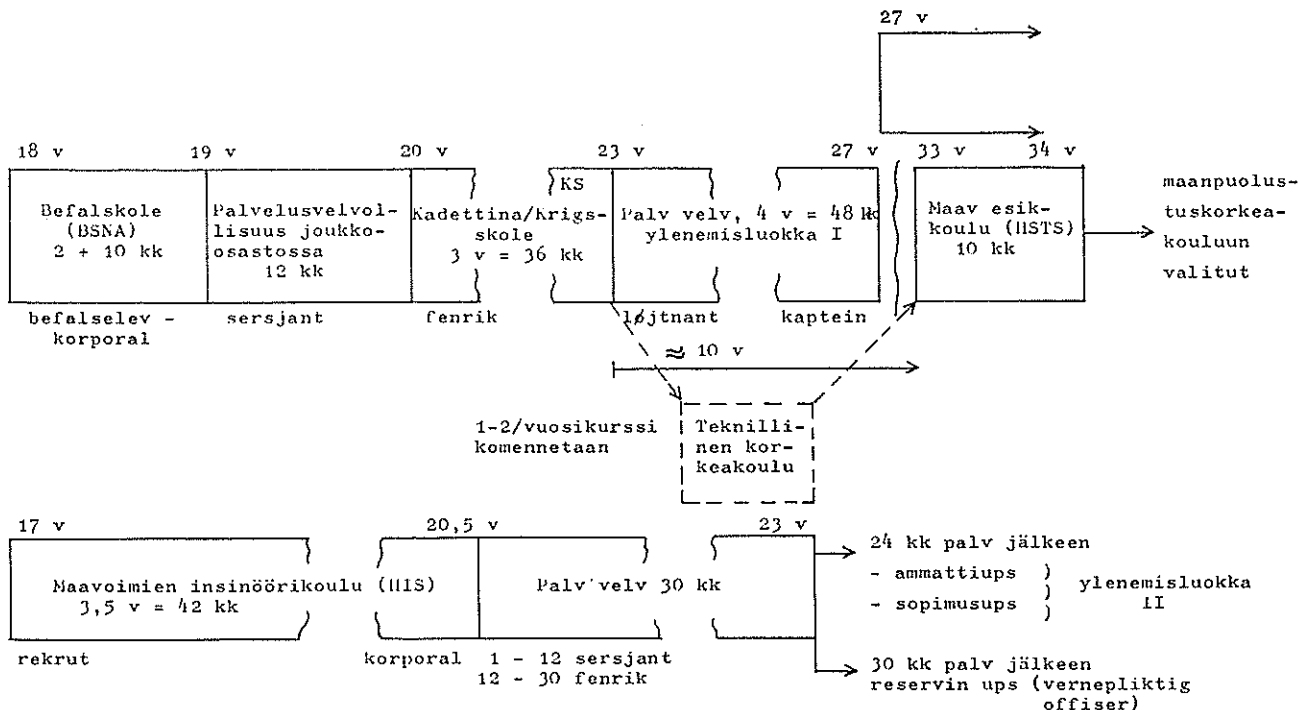 27 v
18 v
19 v
20 v
23 v
27 v
33 v
34 v
Befalskole
(BSNA)
2 + 10 kk
Palvelusvelvol-
lisuus joukko-
osastossa
12 kk
KS
Kadettina/Krigs-
skole
3 v = 36 kk
Palv velv, 4 v = 48 kk
ylenemisluokka I
Maav esik-
koulu (HSTS)
10 kk
maanpuolus-
tuskorkea-
kouluun
valitut
befalselev -
korporal
sersjant
fenrik
løjtnant
kaptein
≈ 10 v
1-2/vuosikurssi
komennetaan
Teknilli-
nen kor-
keakoulu
17 v
20,5 v
23 v
Maavoimien insinöörikoulu (HIS)
3,5 v = 42 kk
Palv velv 30 kk
24 kk palv jälkeen
- ammattiups )
- sopimusups )
ylenemisluokka
II
rekrut
korporal 1 - 12 sersjant
12 - 30 fenrik
30 kk palv jälkeen
reservin ups (vernepliktig
offiser)